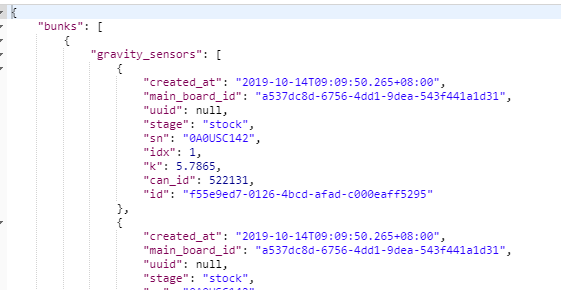 {
"bunks": [
{
"gravity_sensors": [
{
"created_at": "2019-10-14T09:09:50.265+08:00",
"main_board_id": "a537dc8d-6756-4dd1-9dea-543f441a1d31",
"uuid": null,
"stage": "stock",
"sn": "0A0USC142",
"idx": 1,
"k": 5.7865,
"can_id": 522131,
"id": "f55e9ed7-0126-4bcd-afad-c000eaff5295"
},
{
"created_at": "2019-10-14T09:09:50.265+08:00",
"main_board_id": "a537dc8d-6756-4dd1-9dea-543f441a1d31",
"uuid": null,
"stage": "stock",